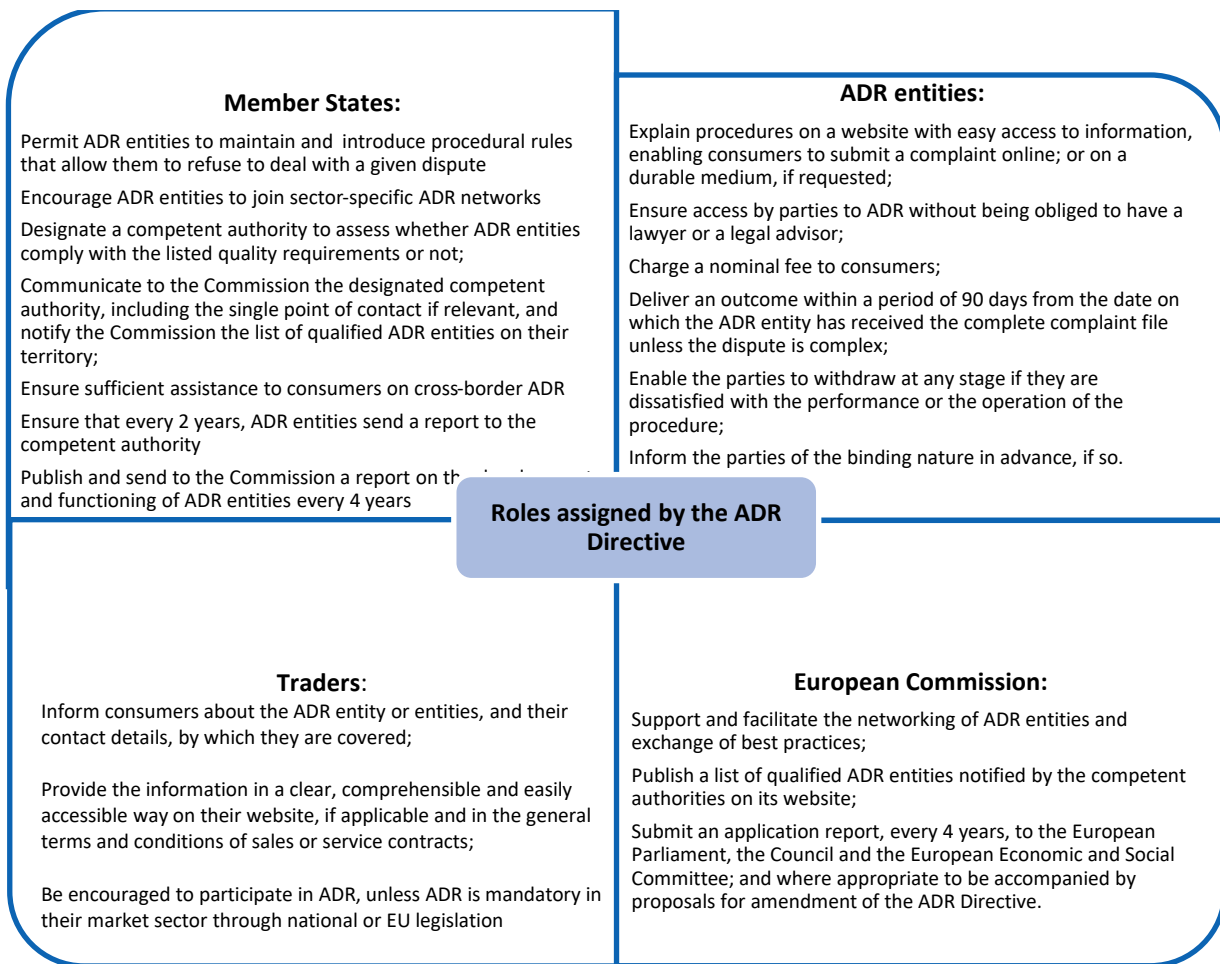 Member States:
Permit ADR entities to maintain and introduce procedural rules
that allow them to refuse to deal with a given dispute
Encourage ADR entities to join sector-specific ADR networks
Designate a competent authority to assess whether ADR entities
comply with the listed quality requirements or not;
Communicate to the Commission the designated competent
authority, including the single point of contact if relevant, and
notify the Commission the list of qualified ADR entities on their
territory;
Ensure sufficient assistance to consumers on cross-border ADR
Ensure that every 2 years, ADR entities send a report to the
competent authority
Publish and send to the Commission a report on
and functioning of ADR entities every 4 years
ADR entities:
Explain procedures on a website with easy access to information,
enabling consumers to submit a complaint online; or on a
durable medium, if requested;
Ensure access by parties to ADR without being obliged to have a
lawyer or a legal advisor;
Charge a nominal fee to consumers;
Deliver an outcome within a period of 90 days from the date on
which the ADR entity has received the complete complaint file
unless the dispute is complex;
Enable the parties to withdraw at any stage if they are
dissatisfied with the performance or the operation of the
procedure;
Inform the parties of the binding nature in advance, if so.
Roles assigned by the ADR
Directive
Traders:
Inform consumers about the ADR entity or entities, and their
contact details, by which they are covered;
Provide the information in a clear, comprehensible and easily
accessible way on their website, if applicable and in the general
terms and conditions of sales or service contracts;
Be encouraged to participate in ADR, unless ADR is mandatory in
their market sector through national or EU legislation
European Commission:
Support and facilitate the networking of ADR entities and
exchange of best practices;
Publish a list of qualified ADR entities notified by the competent
authorities on its website;
Submit an application report, every 4 years, to the European
Parliament, the Council and the European Economic and Social
Committee; and where appropriate to be accompanied by
proposals for amendment of the ADR Directive.